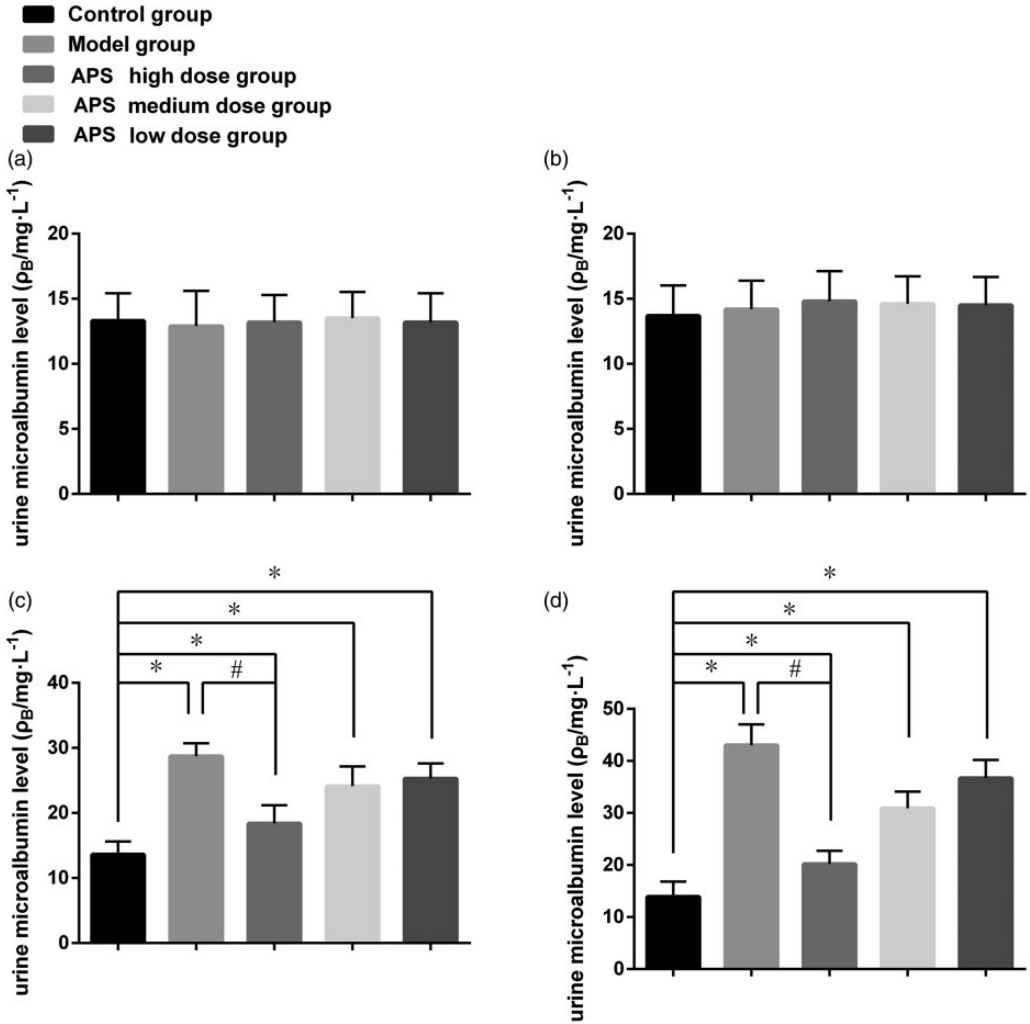 Control group
Model group
APS high dose group
APS medium dose group
APS low dose group
(a)
urine microalbumin level (ρB/mg·L⁻¹)
20
15
10
5
0
(b)
urine microalbumin level (ρB/mg·L⁻¹)
20
15
10
5
0
(c)
urine microalbumin level (ρB/mg·L⁻¹)
40
30
20
10
0
*
*
*
*
#
(d)
urine microalbumin level (ρB/mg·L⁻¹)
50
40
30
20
10
0
*
*
*
*
#